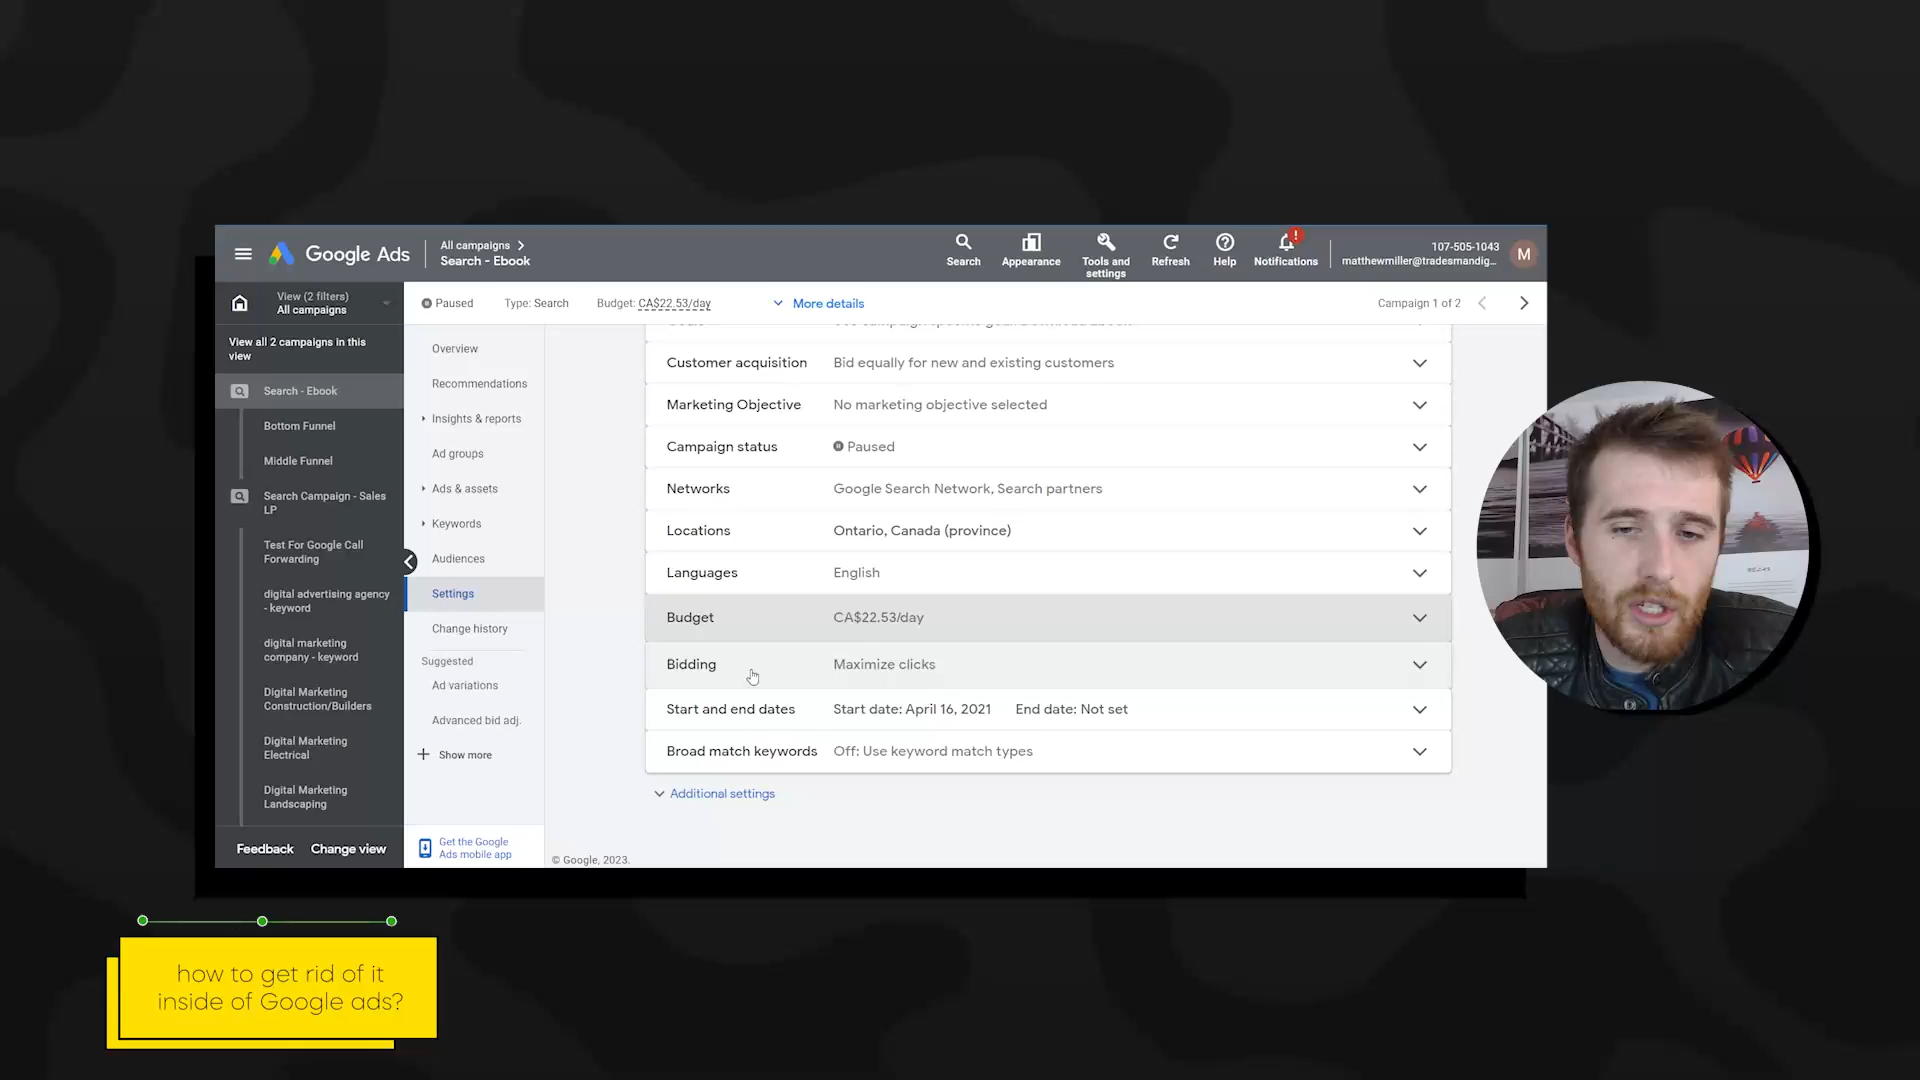 Google Ads
All campaigns
Search - Ebook
Search
Appearance
Tools and
settings
Refresh
Help
Notifications
107-505-1043
matthewmiller@tradesmandig...
M
View (2 filters)
All campaigns
Paused
Type: Search
Budget: CA$22.53/day
More details
Campaign 1 of 2
View all 2 campaigns in this
view
Search - Ebook
Bottom Funnel
Middle Funnel
Search Campaign - Sales
LP
Test For Google Call
Forwarding
digital advertising agency
- keyword
digital marketing
company - keyword
Digital Marketing
Construction/Builders
Digital Marketing
Electrical
Digital Marketing
Landscaping
Feedback
Change view
Overview
Recommendations
Insights & reports
Ad groups
Ads & assets
Keywords
Audiences
Settings
Change history
Suggested
Ad variations
Advanced bid adj.
Show more
Get the Google
Ads mobile app
Customer acquisition Bid equally for new and existing customers
Marketing Objective No marketing objective selected
Campaign status Paused
Networks Google Search Network, Search partners
Locations Ontario, Canada (province)
Languages English
Budget CA$22.53/day
Bidding Maximize clicks
Start and end dates Start date: April 16, 2021 End date: Not set
Broad match keywords Off: Use keyword match types
Additional settings
© Google, 2023.
how to get rid of it
inside of Google ads?